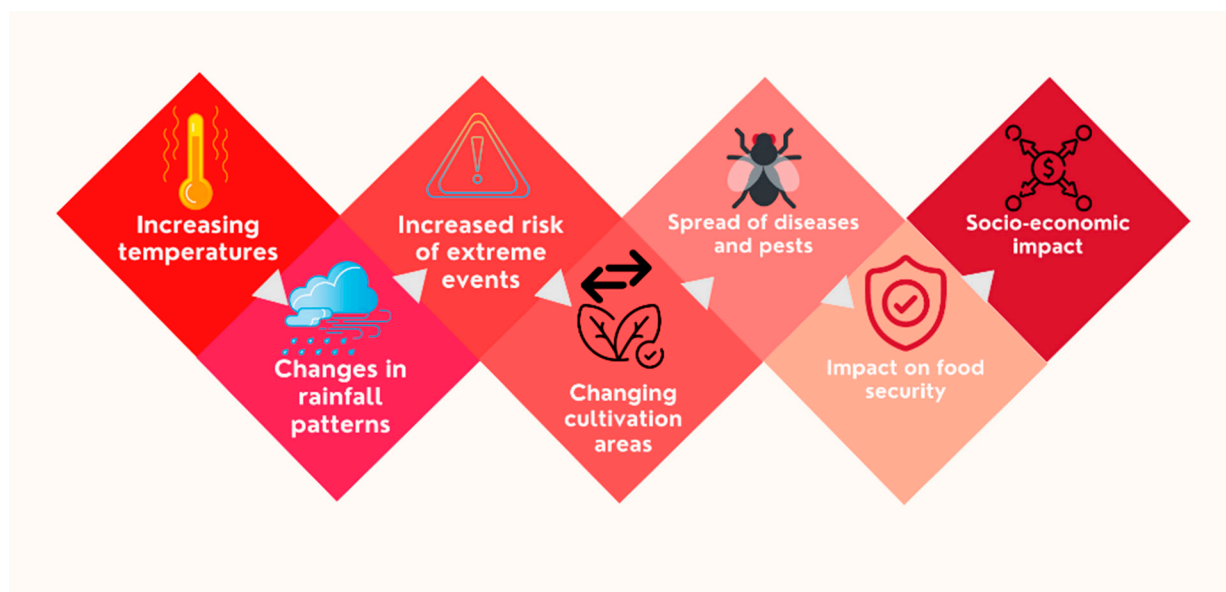 Increasing
temperatures
Changes in
rainfall
patterns
Increased risk
of extreme
events
Changing
cultivation
areas
Spread of diseases
and pests
Impact on food
security
Socio-economic
impact
$